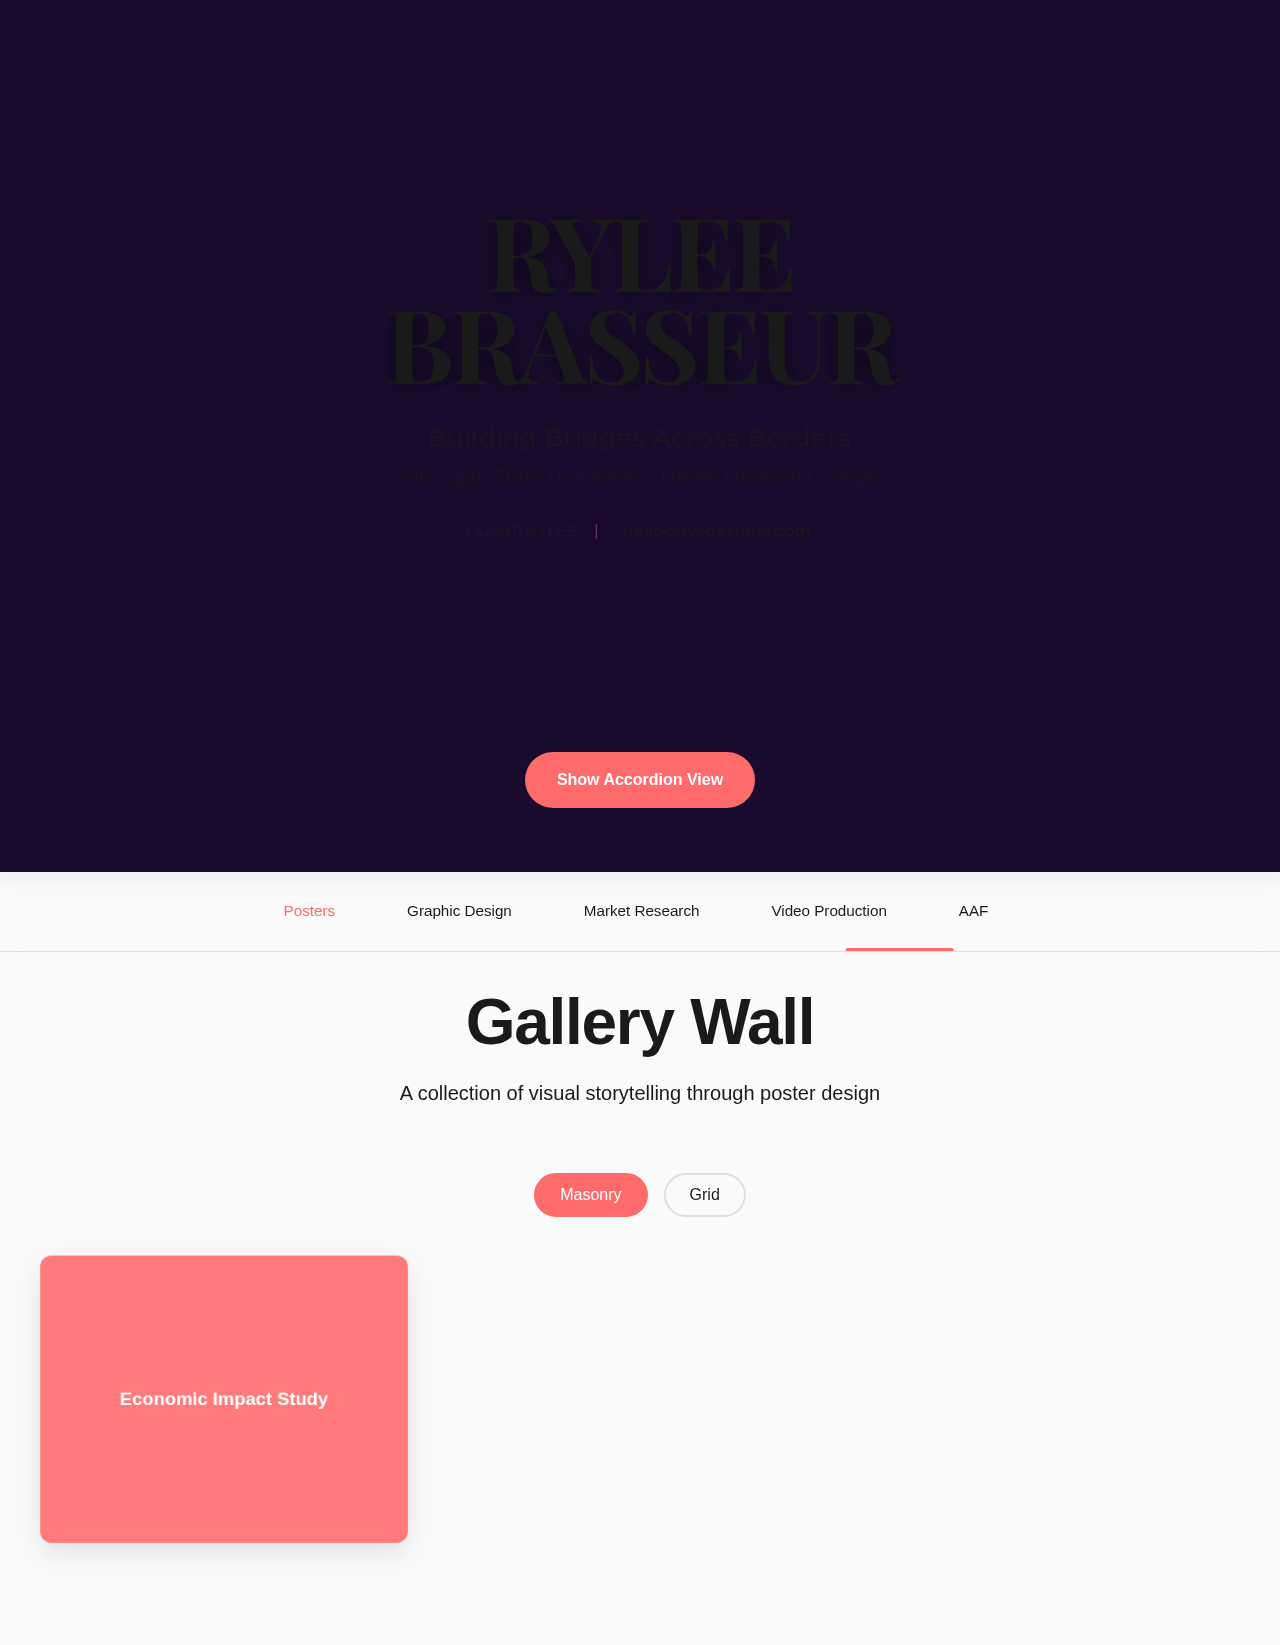 RYLEE
BRASSEUR
Building Bridges Across Borders
Michigan State University | James Madison College
332 AT RYLEE | hello@rysdesigns.com
Show Accordion View
Posters Graphic Design Market Research Video Production AAF
Gallery Wall
A collection of visual storytelling through poster design
Masonry Grid
Economic Impact Study